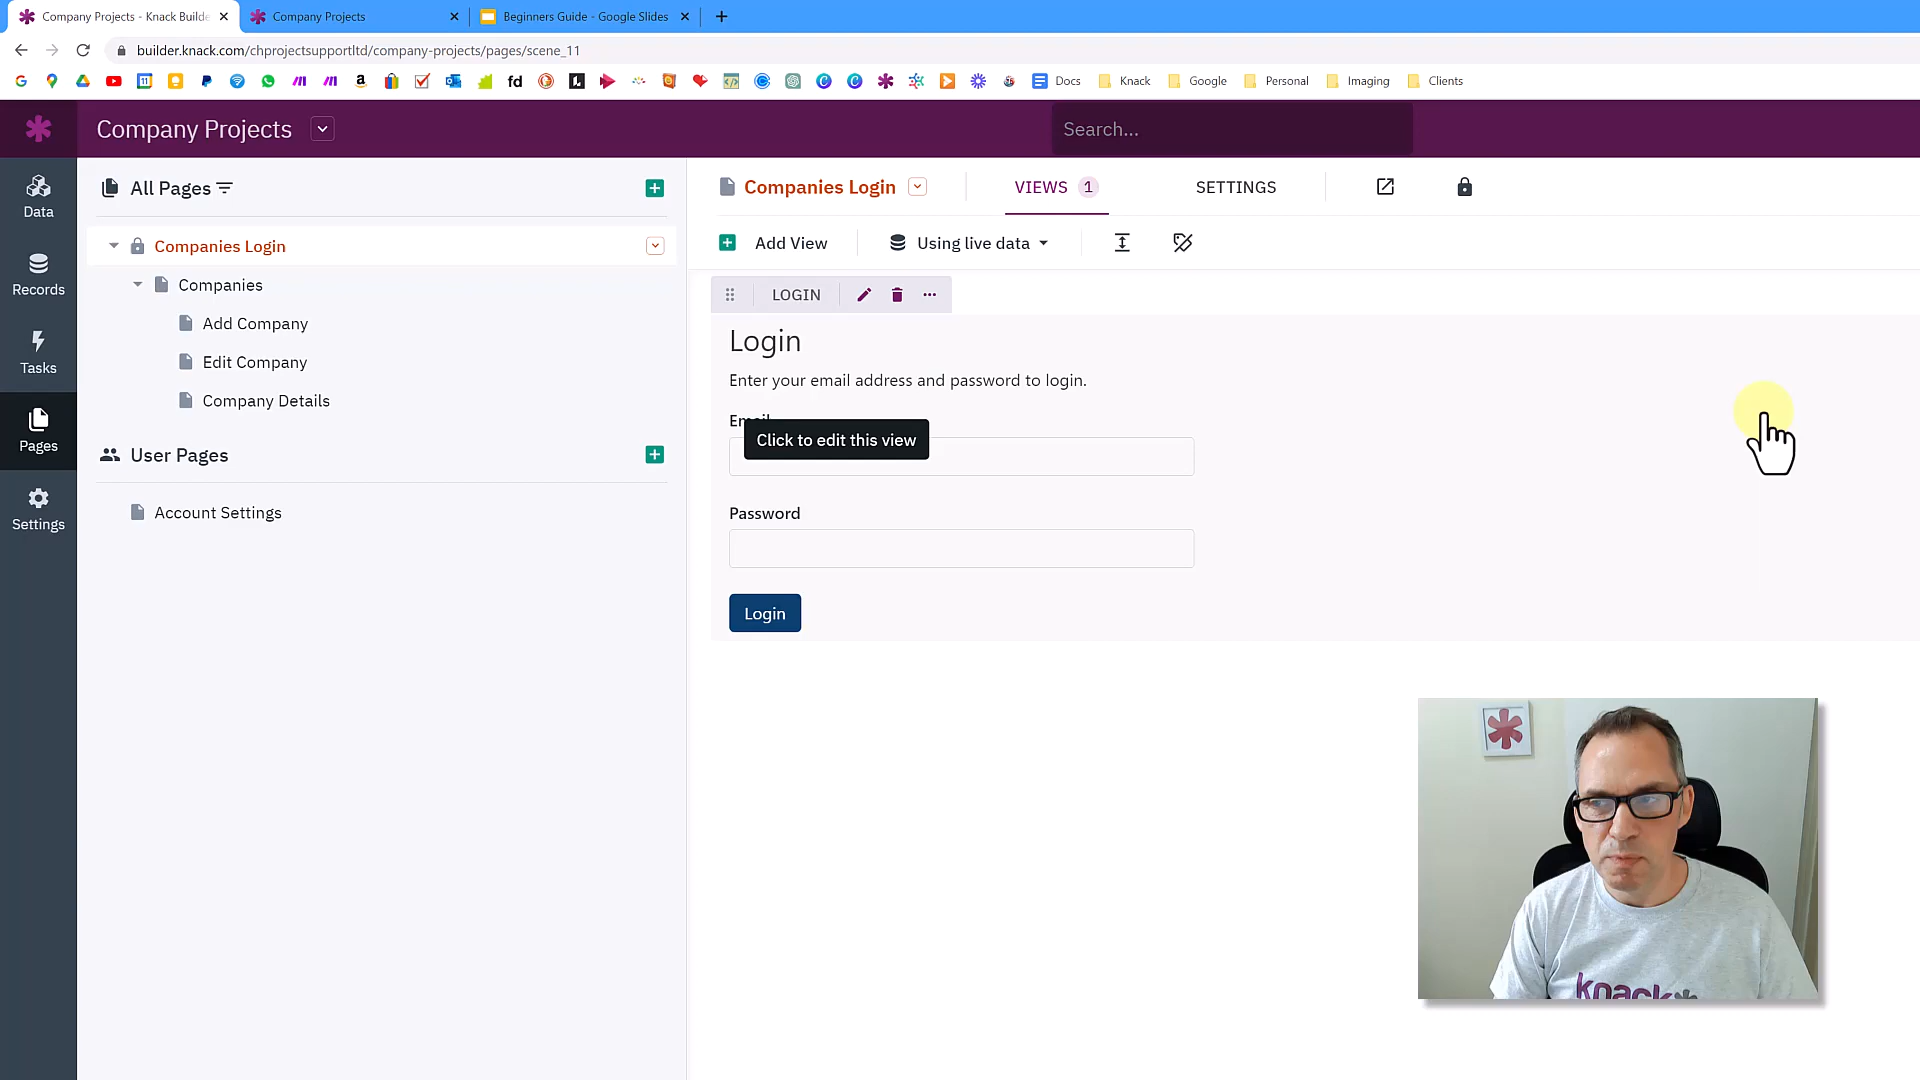 Company Projects - Knack Builde
Company Projects
Beginners Guide - Google Slides
builder.knack.com/chprojectsupportltd/company-projects/pages/scene_11
Docs
Knack
Google
Personal
Imaging
Clients
Company Projects
Search...
Data
Records
Tasks
Pages
Settings
All Pages
Companies Login
Companies
Add Company
Edit Company
Company Details
User Pages
Account Settings
Companies Login
VIEWS 1
SETTINGS
Add View
Using live data
LOGIN
Login
Enter your email address and password to login.
Email
Click to edit this view
Password
Login
knack